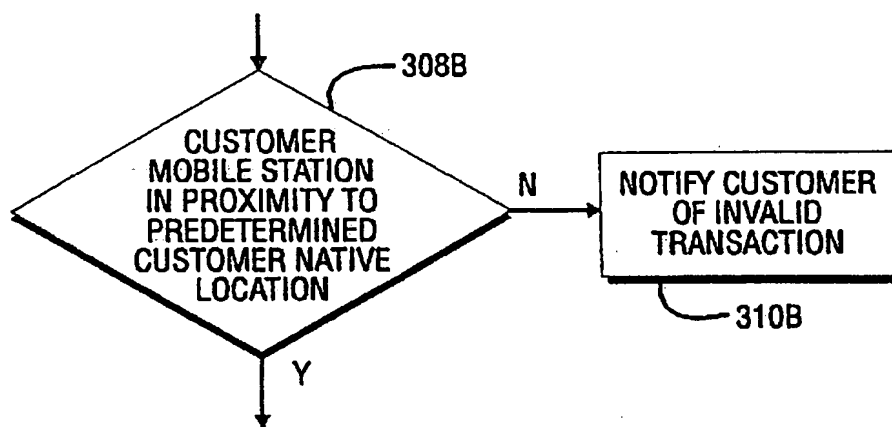 308B
CUSTOMER
MOBILE STATION
IN PROXIMITY TO
PREDETERMINED
CUSTOMER NATIVE
LOCATION
N
NOTIFY CUSTOMER
OF INVALID
TRANSACTION
310B
Y